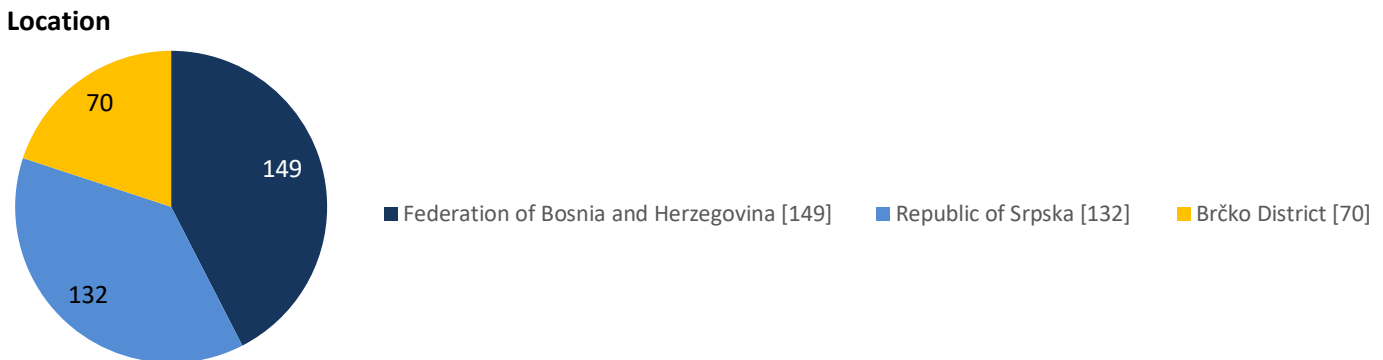 Location
70
149
132
Federation of Bosnia and Herzegovina [149] Republic of Srpska [132] Brčko District [70]